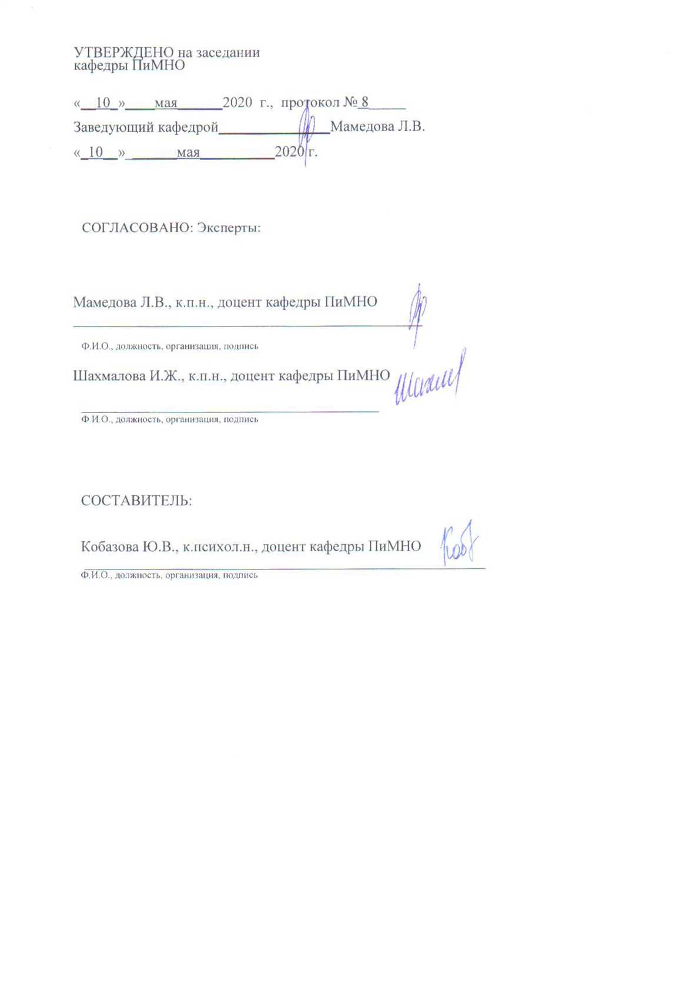 УТВЕРЖДЕНО на заседании
кафедры ПиМНО
«__10_»____мая______2020 г., протокол № 8_____
Заведующий кафедрой_______________Мамедова Л.В.
«_10__»_______мая__________2020 г.
СОГЛАСОВАНО: Эксперты:
Мамедова Л.В., к.п.н., доцент кафедры ПиМНО
Ф.И.О., должность, организация, подпись
Шахмалова И.Ж., к.п.н., доцент кафедры ПиМНО
Ф.И.О., должность, организация, подпись
СОСТАВИТЕЛЬ:
Кобазова Ю.В., к.психол.н., доцент кафедры ПиМНО
Ф.И.О., должность, организация, подпись